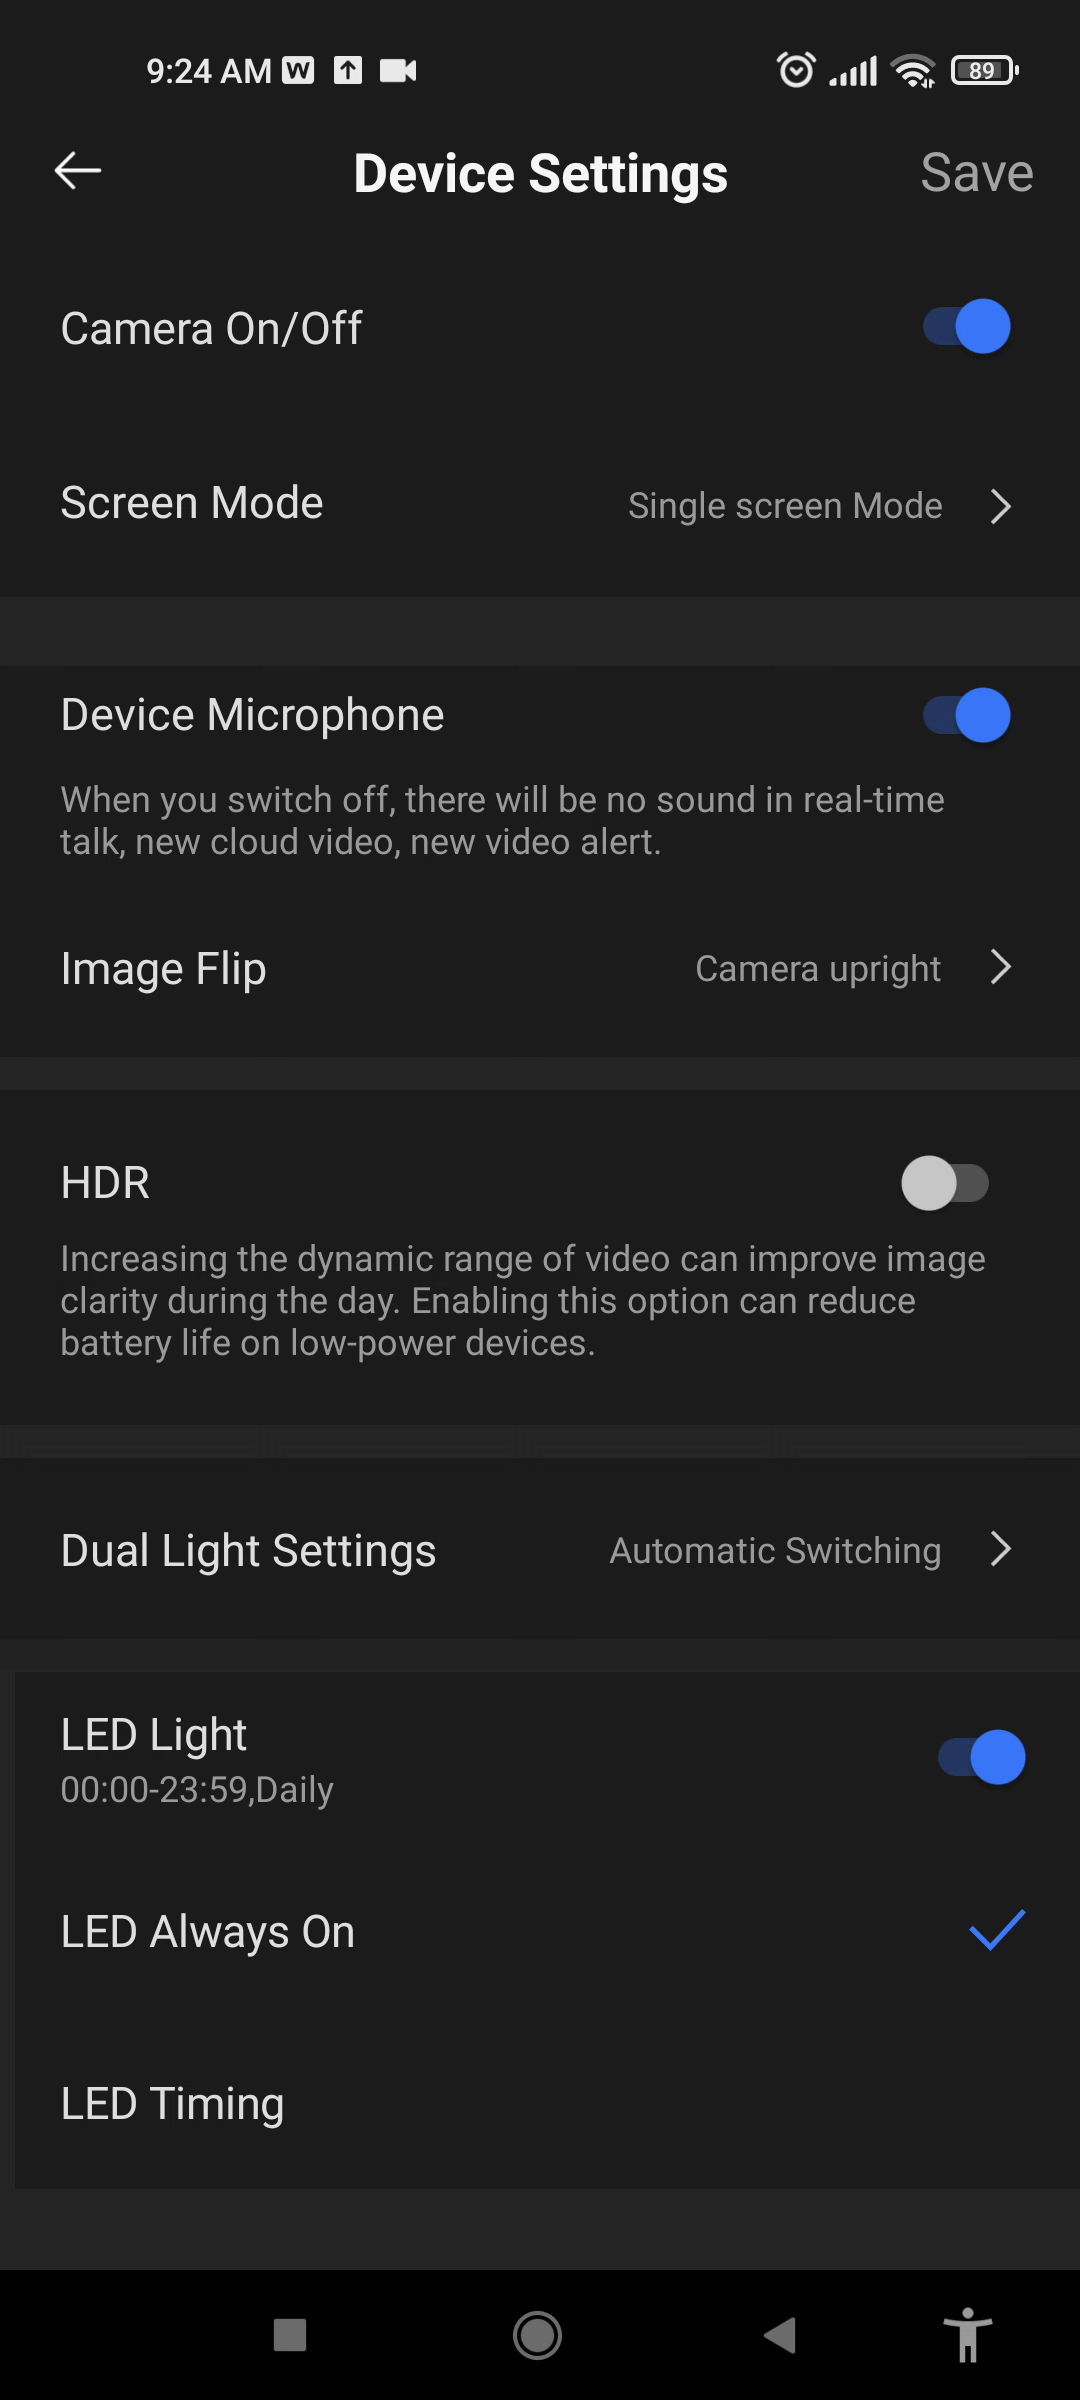 9:24 AM W 89
Device Settings Save
Camera On/Off
Screen Mode Single screen Mode
Device Microphone
When you switch off, there will be no sound in real-time
talk, new cloud video, new video alert.
Image Flip Camera upright
HDR
Increasing the dynamic range of video can improve image
clarity during the day. Enabling this option can reduce
battery life on low-power devices.
Dual Light Settings Automatic Switching
LED Light
00:00-23:59,Daily
LED Always On
LED Timing